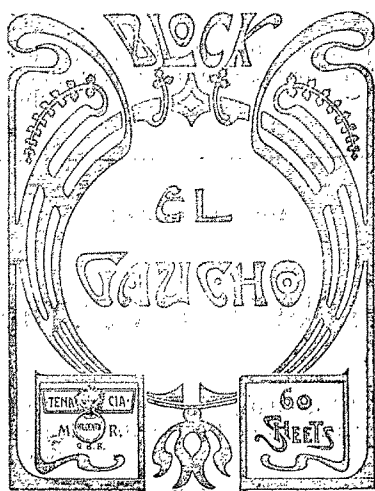 BLOCK
EL
GAUCHO
TENA CIA.
M R.
60
SHEETS